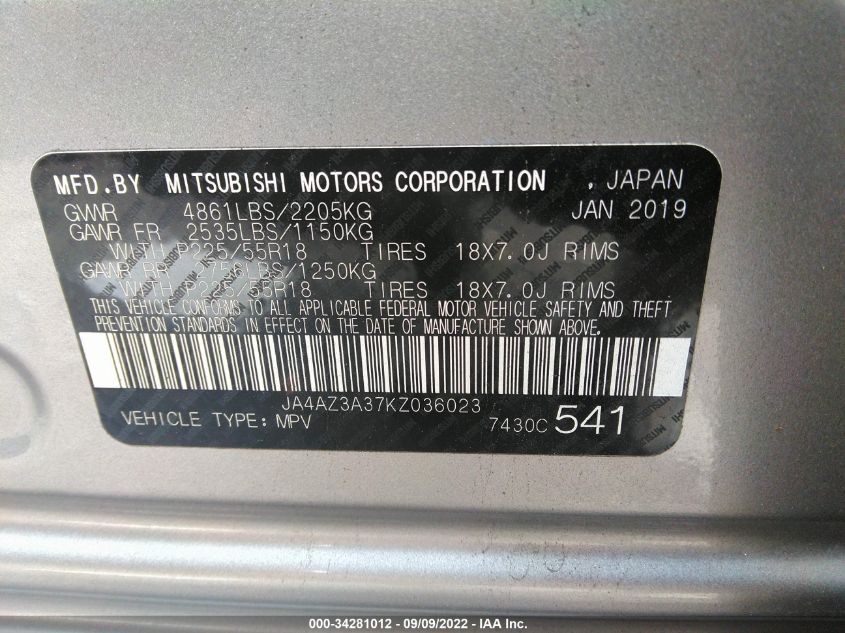 MFD.BY MITSUBISHI MOTORS CORPORATION , JAPAN
GVWR 4861LBS/2205KG JAN 2019
GAWR FR 2535LBS/1150KG
WITH P225/55R18 TIRES 18X7.0J RIMS
GAWR RR 2756LBS/1250KG
WITH P225/55R18 TIRES 18X7.0J RIMS
THIS VEHICLE CONFORMS TO ALL APPLICABLE FEDERAL MOTOR VEHICLE SAFETY AND THEFT
PREVENTION STANDARDS IN EFFECT ON THE DATE OF MANUFACTURE SHOWN ABOVE.
JA4AZ3A37KZ036023
VEHICLE TYPE: MPV 7430C 541
000-34281012 - 09/09/2022 - IAA Inc.